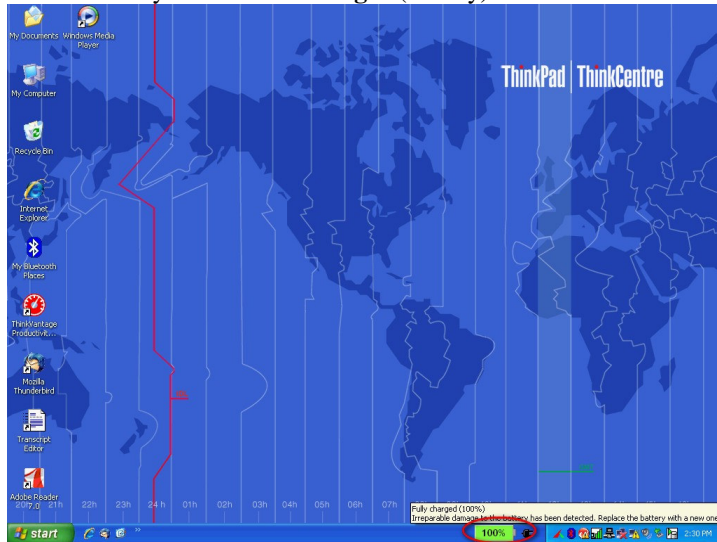 My Documents
Windows Media
Player
ThinkPad ThinkCentre
My Computer
Recycle Bin
Internet
Explorer
My Bluetooth
Places
ThinkVantage
Productivit...
Mozilla
Thunderbird
Transcript
Editor
Adobe Reader
7.0
20h 21h 22h 23h 24h 01h 02h 03h 04h 05h 06h 07h
Fully charged (100%)
Irreparable damage to the battery has been detected. Replace the battery with a new one
start
100%
2:30 PM